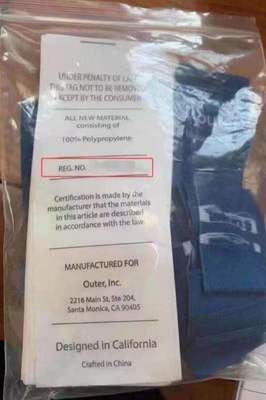 UNDER PENALTY OF LAW
THIS TAG NOT TO BE REMOVED
EXCEPT BY THE CONSUMER
ALL NEW MATERIAL
consisting of
100% Polypropylene
REG. NO.
Certification is made by the
manufacturer that the materials
in this article are described
in accordance with the law.
MANUFACTURED FOR
Outer, Inc.
2216 Main St, Ste 204,
Santa Monica, CA 90405
Designed in California
Crafted in China